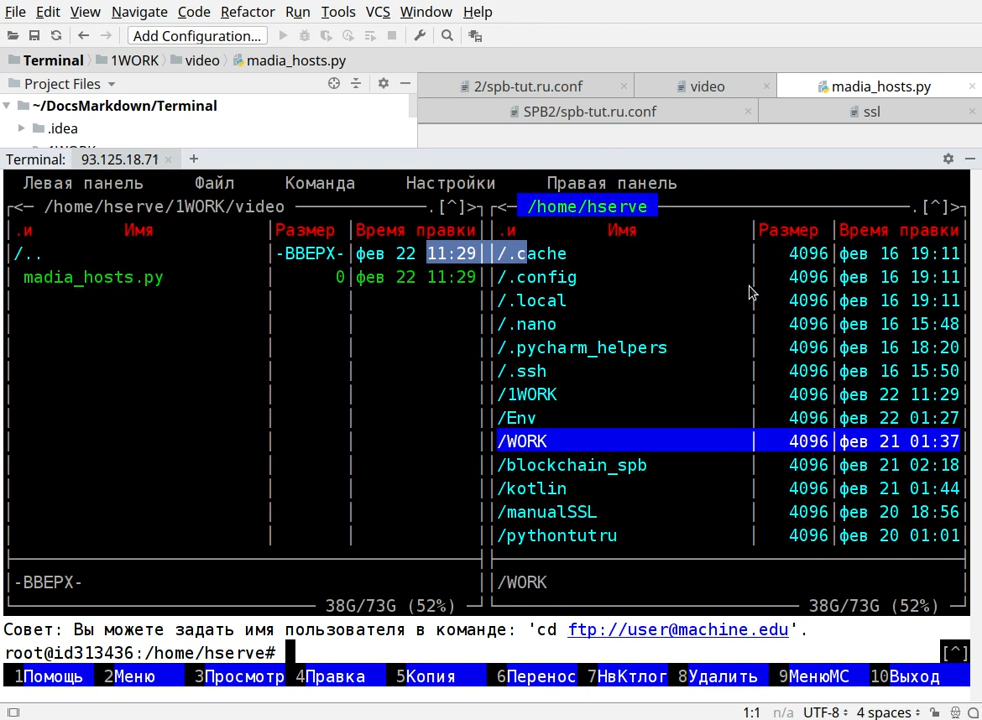 File Edit View Navigate Code Refactor Run Tools VCS Window Help
Add Configuration...
Terminal 1WORK video madia_hosts.py
Project Files 2/spb-tut.ru.conf video madia_hosts.py
~/DocsMarkdown/Terminal SPB2/spb-tut.ru.conf ssl
.idea
Terminal: 93.125.18.71 +
Левая панель Файл Команда Настройки Правая панель
<─ /home/hserve/1WORK/video .[^]> <─ /home/hserve .[^]>
.и Имя Размер Время правки .и Имя Размер Время правки
/.. -ВВЕРХ- фев 22 11:29 /.cache 4096 фев 16 19:11
madia_hosts.py 0 фев 22 11:29 /.config 4096 фев 16 19:11
/.local 4096 фев 16 19:11
/.nano 4096 фев 16 15:48
/.pycharm_helpers 4096 фев 16 18:20
/.ssh 4096 фев 16 15:50
/1WORK 4096 фев 22 11:29
/Env 4096 фев 22 01:27
/WORK 4096 фев 21 01:37
/blockchain_spb 4096 фев 21 02:18
/kotlin 4096 фев 21 01:44
/manualSSL 4096 фев 20 18:56
/pythontutru 4096 фев 20 01:01
-ВВЕРХ- /WORK
38G/73G (52%) 38G/73G (52%)
Совет: Вы можете задать имя пользователя в команде: 'cd ftp://user@machine.edu'.
root@id313436:/home/hserve# [^]
1Помощь 2Меню 3Просмотр 4Правка 5Копия 6Перенос 7НвКтлог 8Удалить 9МенюMC 10Выход
1:1 n/a UTF-8 4 spaces